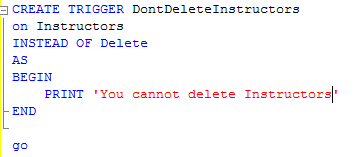 CREATE TRIGGER DontDeleteInstructors
on Instructors
INSTEAD OF Delete
AS
BEGIN
PRINT 'You cannot delete Instructors'
END
go